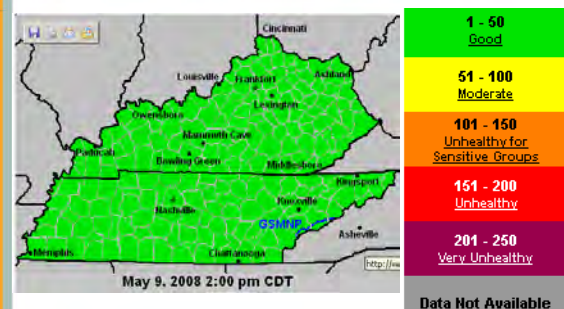 Cincinnati
Louisville Frankfort Ashland
Lexington
Owensboro
Mammoth Cave
Paducah
Bowling Green Middlesboro
Kingsport
Nashville Knoxville
GSMNP
Asheville
Memphis Chattanooga
May 9, 2008 2:00 pm CDT
1 - 50
Good
51 - 100
Moderate
101 - 150
Unhealthy for
Sensitive Groups
151 - 200
Unhealthy
201 - 250
Very Unhealthy
Data Not Available